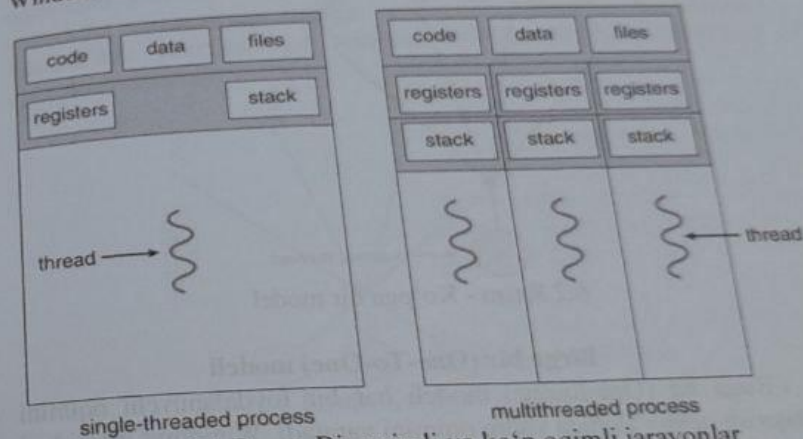 code data files
registers stack
thread
single-threaded process
code data files
registers registers registers
stack stack stack
thread
multithreaded process